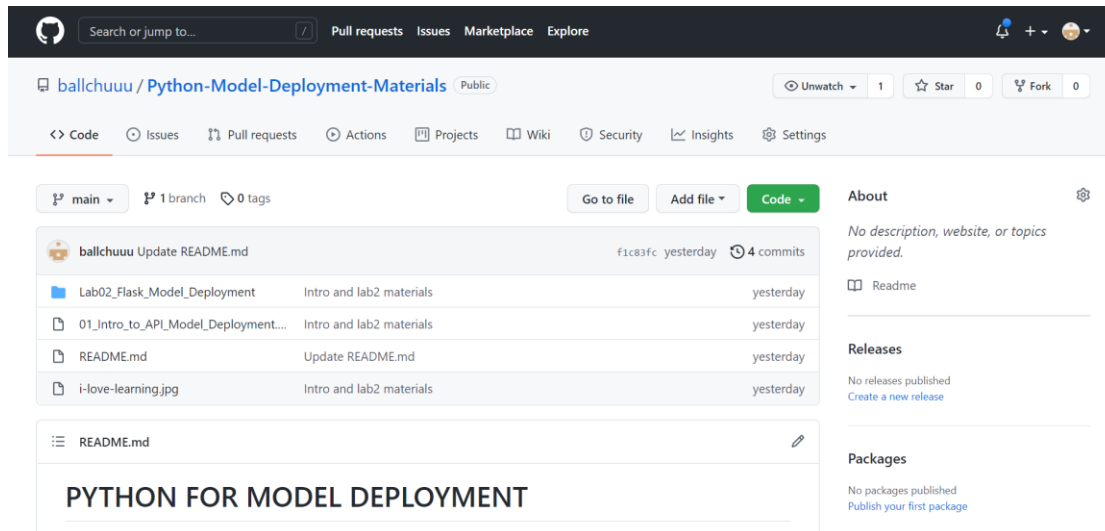 Search or jump to... / Pull requests Issues Marketplace Explore
ballchuuu / Python-Model-Deployment-Materials Public
Unwatch 1 Star 0 Fork 0
<> Code Issues Pull requests Actions Projects Wiki Security Insights Settings
main 1 branch 0 tags Go to file Add file Code
ballchuuu Update README.md f1c83fc yesterday 4 commits
Lab02_Flask_Model_Deployment Intro and lab2 materials yesterday
01_Intro_to_API_Model_Deployment.... Intro and lab2 materials yesterday
README.md Update README.md yesterday
i-love-learning.jpg Intro and lab2 materials yesterday
README.md
PYTHON FOR MODEL DEPLOYMENT
About
No description, website, or topics
provided.
Readme
Releases
No releases published
Create a new release
Packages
No packages published
Publish your first package